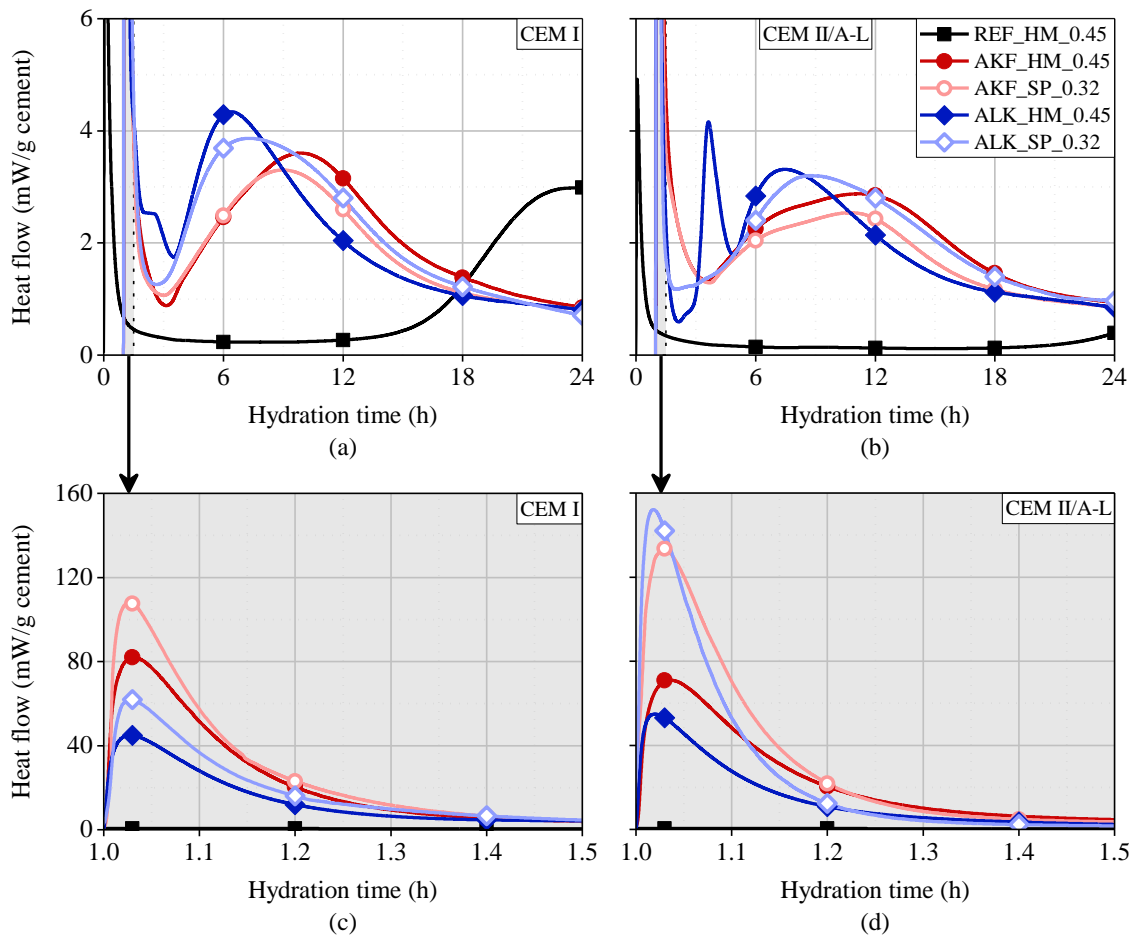 6
4
2
0
0
6
12
18
24
Heat flow (mW/g cement)
Hydration time (h)
(a)
CEM I
0
6
12
18
24
Hydration time (h)
(b)
CEM II/A-L
REF_HM_0.45
AKF_HM_0.45
AKF_SP_0.32
ALK_HM_0.45
ALK_SP_0.32
160
120
80
40
0
1.0
1.1
1.2
1.3
1.4
1.5
Heat flow (mW/g cement)
Hydration time (h)
(c)
CEM I
1.0
1.1
1.2
1.3
1.4
1.5
Hydration time (h)
(d)
CEM II/A-L